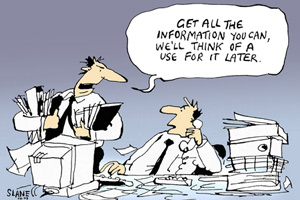 GET ALL THE
INFORMATION YOU CAN,
WE'LL THINK OF A
USE FOR IT LATER.
SLANE